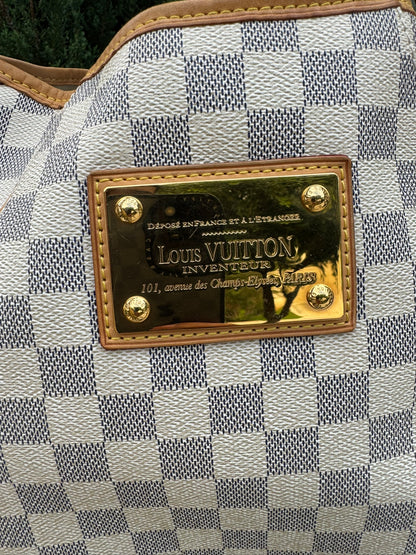 DÉPOSÉ EN FRANCE ET À L'ÉTRANGER
LOUIS VUITTON
INVENTEUR
101, avenue des Champs-Elysées, PARIS